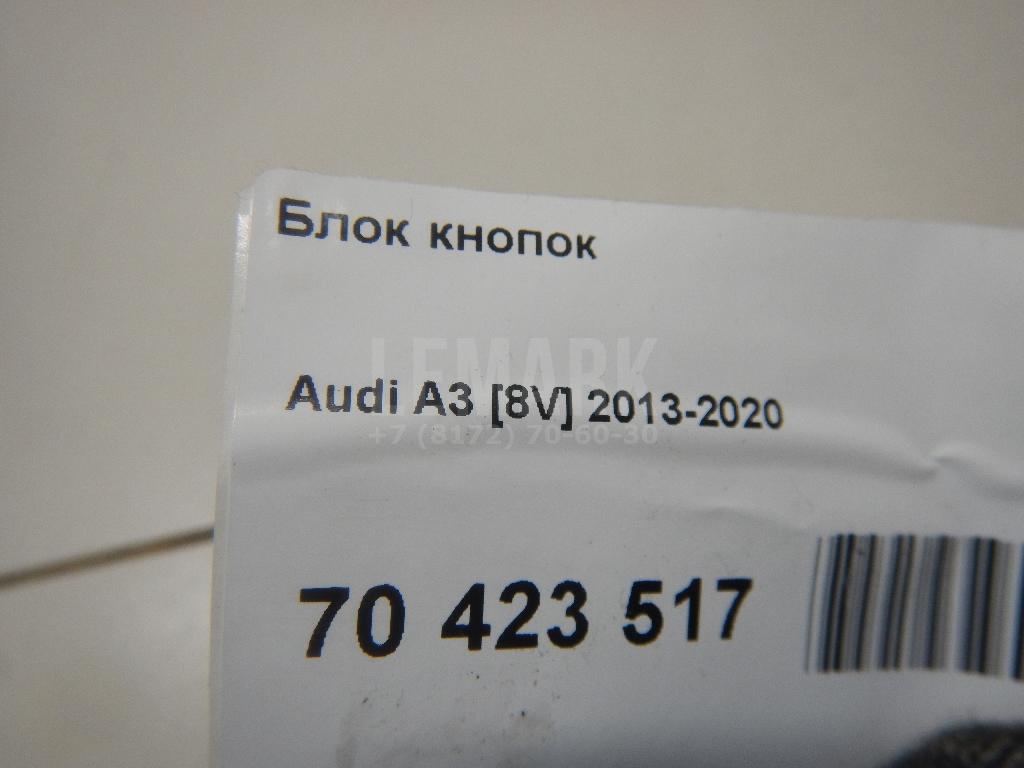 Блок кнопок
LEMARK
Audi A3 [8V] 2013-2020
+7 (8172) 70-60-30
70 423 517